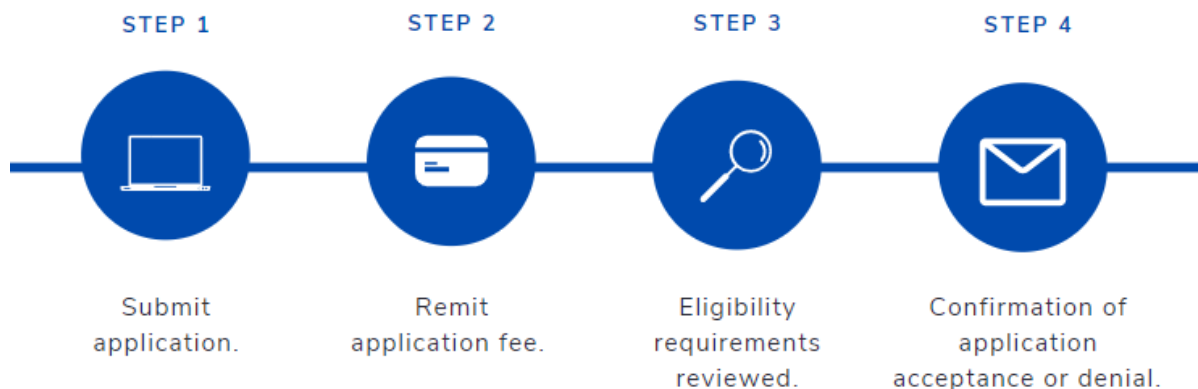 STEP 1
Submit
application.
STEP 2
Remit
application fee.
STEP 3
Eligibility
requirements
reviewed.
STEP 4
Confirmation of
application
acceptance or denial.